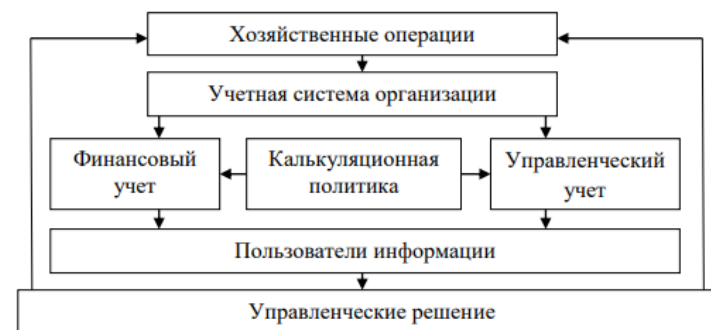 Хозяйственные операции
Учетная система организации
Финансовый
учет
Калькуляционная
политика
Управленческий
учет
Пользователи информации
Управленческие решение